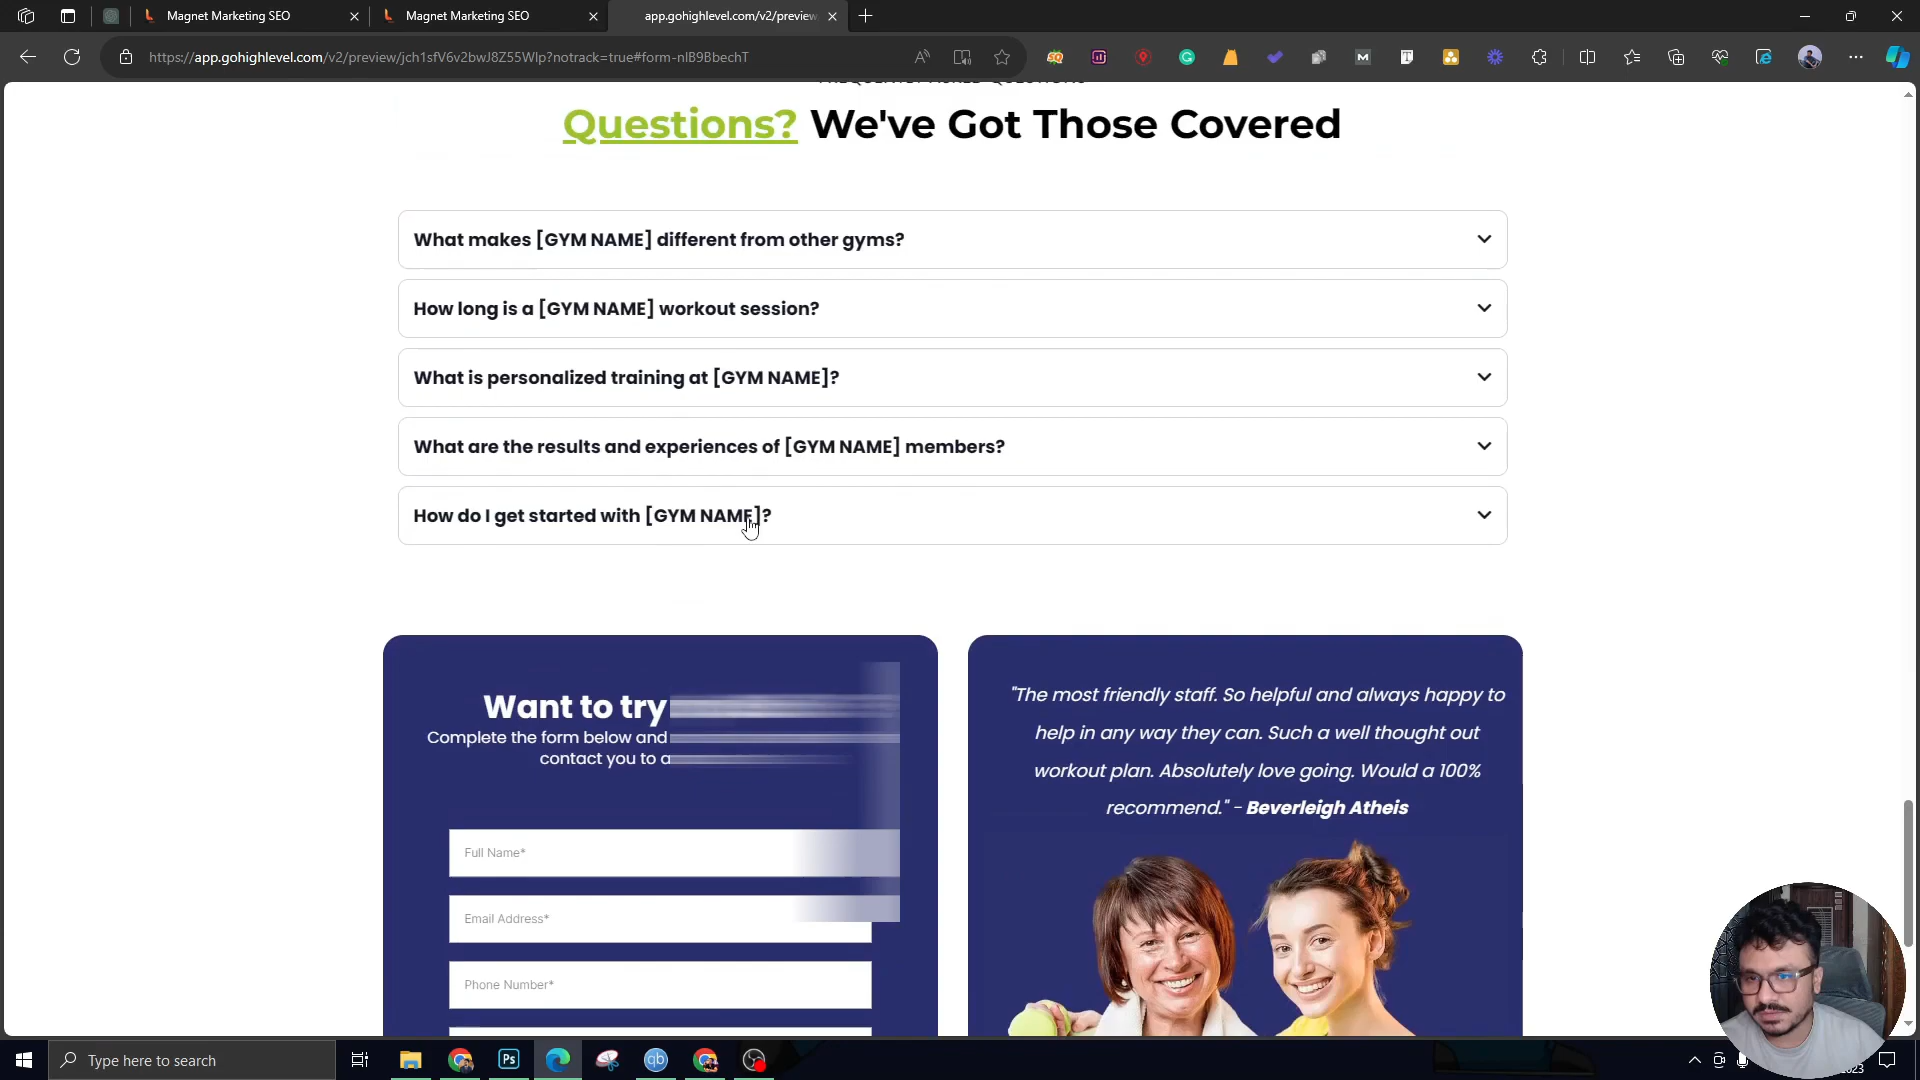 Magnet Marketing SEO
Magnet Marketing SEO
app.gohighlevel.com/v2/preview
https://app.gohighlevel.com/v2/preview/jch1sfV6v2bwJ8Z55Wlp?notrack=true#form-nIB9BbechT
FREQUENTLY ASKED QUESTIONS
Questions? We've Got Those Covered
What makes [GYM NAME] different from other gyms?
How long is a [GYM NAME] workout session?
What is personalized training at [GYM NAME]?
What are the results and experiences of [GYM NAME] members?
How do I get started with [GYM NAME]?
Want to try
Complete the form below and
contact you to a
Full Name*
Email Address*
Phone Number*
"The most friendly staff. So helpful and always happy to
help in any way they can. Such a well thought out
workout plan. Absolutely love going. Would a 100%
recommend." - Beverleigh Atheis
Type here to search
Ps
qb